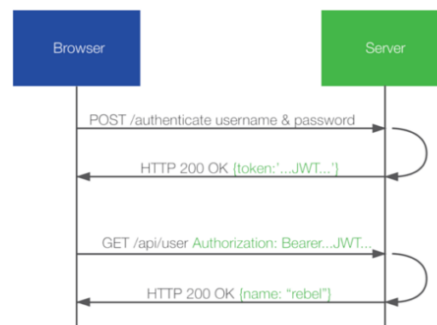 Browser
Server
POST /authenticate username & password
HTTP 200 OK {token:'...JWT...'}
GET /api/user Authorization: Bearer...JWT...
HTTP 200 OK {name: “rebel”}